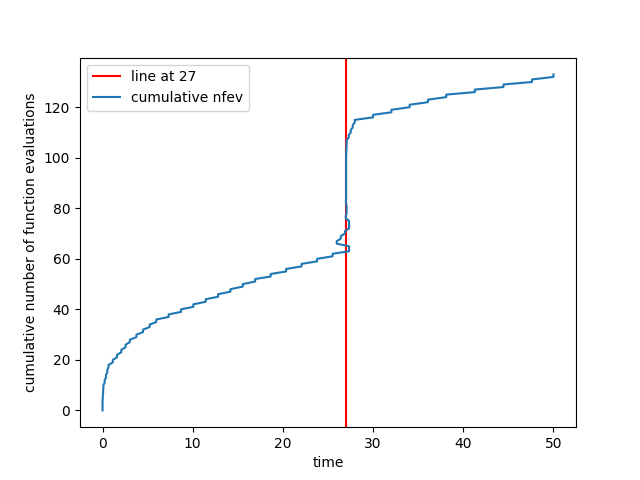 line at 27
cumulative nfev
cumulative number of function evaluations
120
100
80
60
40
20
0
0 10 20 30 40 50
time